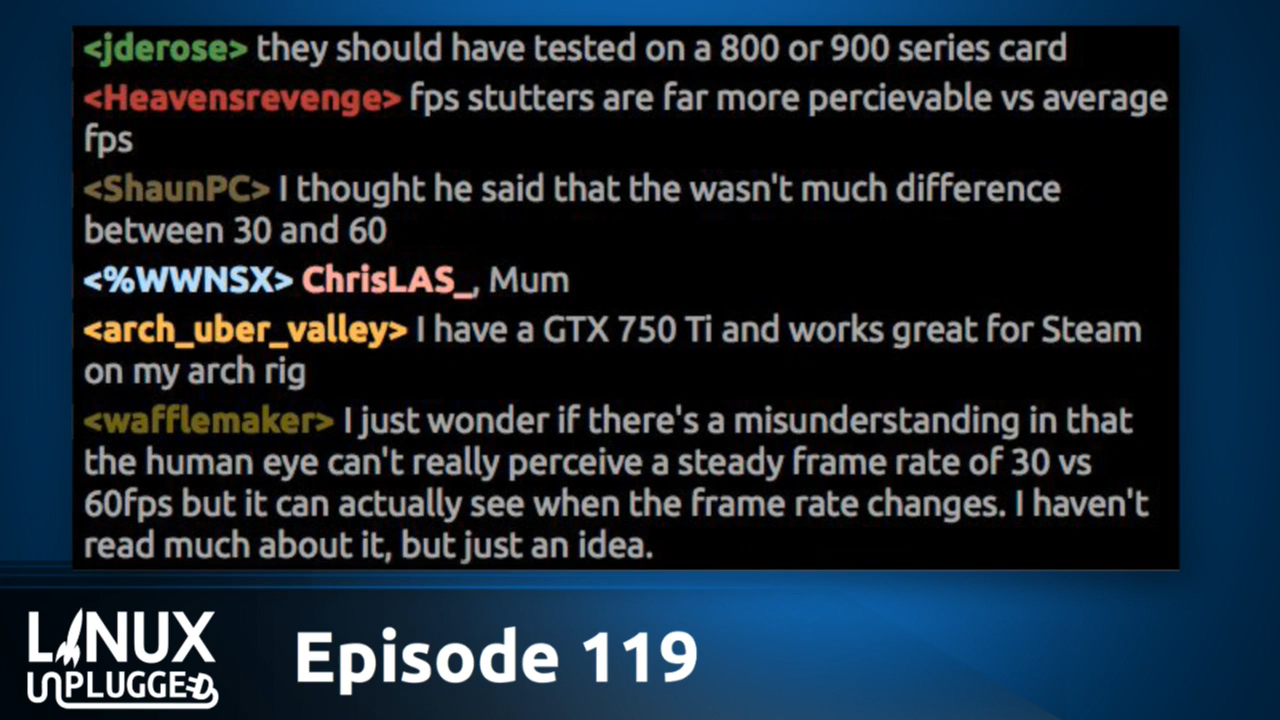 <jderose> they should have tested on a 800 or 900 series card
<Heavensrevenge> fps stutters are far more percievable vs average
fps
<ShaunPC> I thought he said that the wasn't much difference
between 30 and 60
<%WWNSX> ChrisLAS_, Mum
<arch_uber_valley> I have a GTX 750 Ti and works great for Steam
on my arch rig
<wafflemaker> I just wonder if there's a misunderstanding in that
the human eye can't really perceive a steady frame rate of 30 vs
60fps but it can actually see when the frame rate changes. I haven't
read much about it, but just an idea.
LINUX
UNPLUGGED
Episode 119